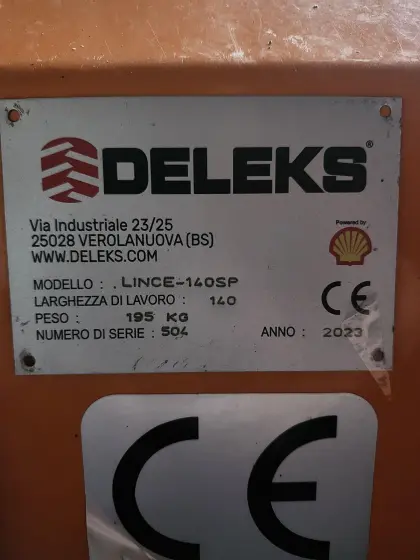 DELEKS®
Via Industriale 23/25
25028 VEROLANUOVA (BS)
WWW.DELEKS.COM
Powered by
MODELLO : LINCE-140SP
LARGHEZZA DI LAVORO : 140
PESO : 195 KG
NUMERO DI SERIE : 504 ANNO : 2023
CE
CE